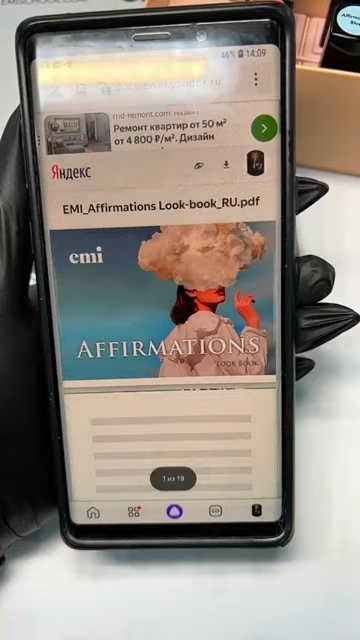 46% 14:09
rnd-remont.com РЕКЛАМА
Ремонт квартир от 50 м²
от 4 800 ₽/м². Дизайн
Яндекс
EMI_Affirmations Look-book_RU.pdf
emi
AFFIRMATIONS
LOOK BOOK
1 из 19